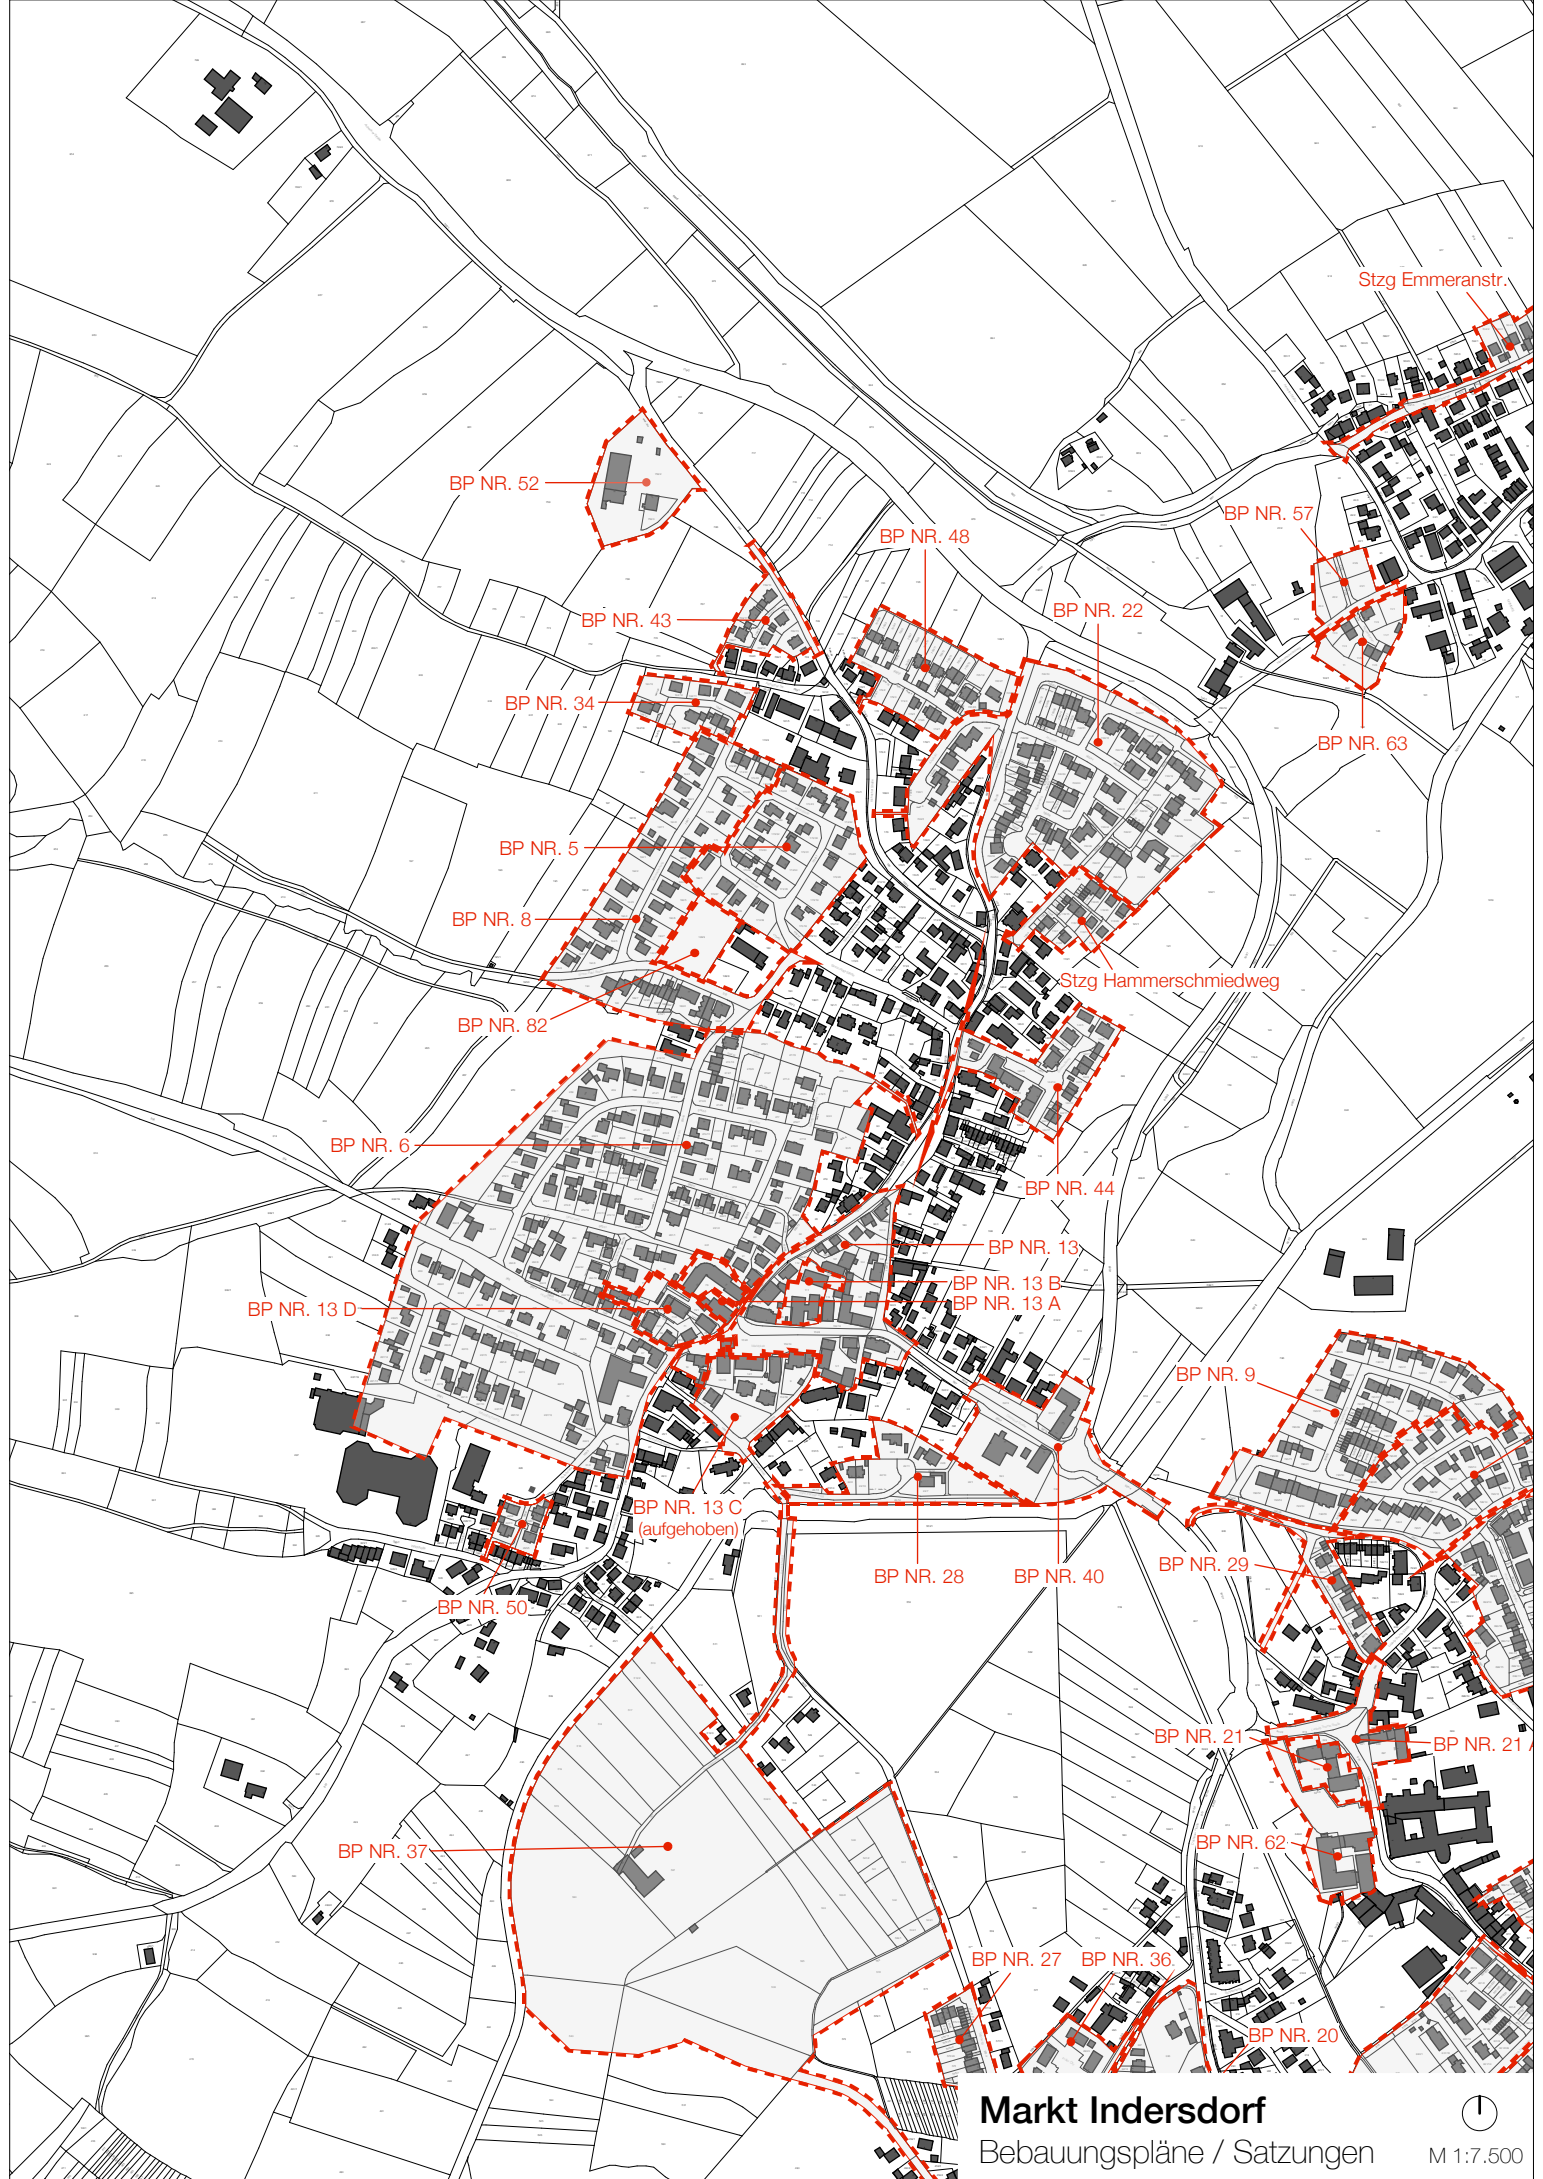 Stzg Emmeranstr.
BP NR. 52
BP NR. 57
BP NR. 48
BP NR. 22
BP NR. 43
BP NR. 34
BP NR. 63
BP NR. 5
BP NR. 8
Stzg Hammerschmiedweg
BP NR. 82
BP NR. 6
BP NR. 44
BP NR. 13
BP NR. 13 B
BP NR. 13 A
BP NR. 13 D
BP NR. 9
BP NR. 13 C
(aufgehoben)
BP NR. 29
BP NR. 28
BP NR. 40
BP NR. 50
BP NR. 21
BP NR. 21 A
BP NR. 62
BP NR. 37
BP NR. 27
BP NR. 36
BP NR. 20
Markt Indersdorf
Bebauungspläne / Satzungen
M 1:7.500